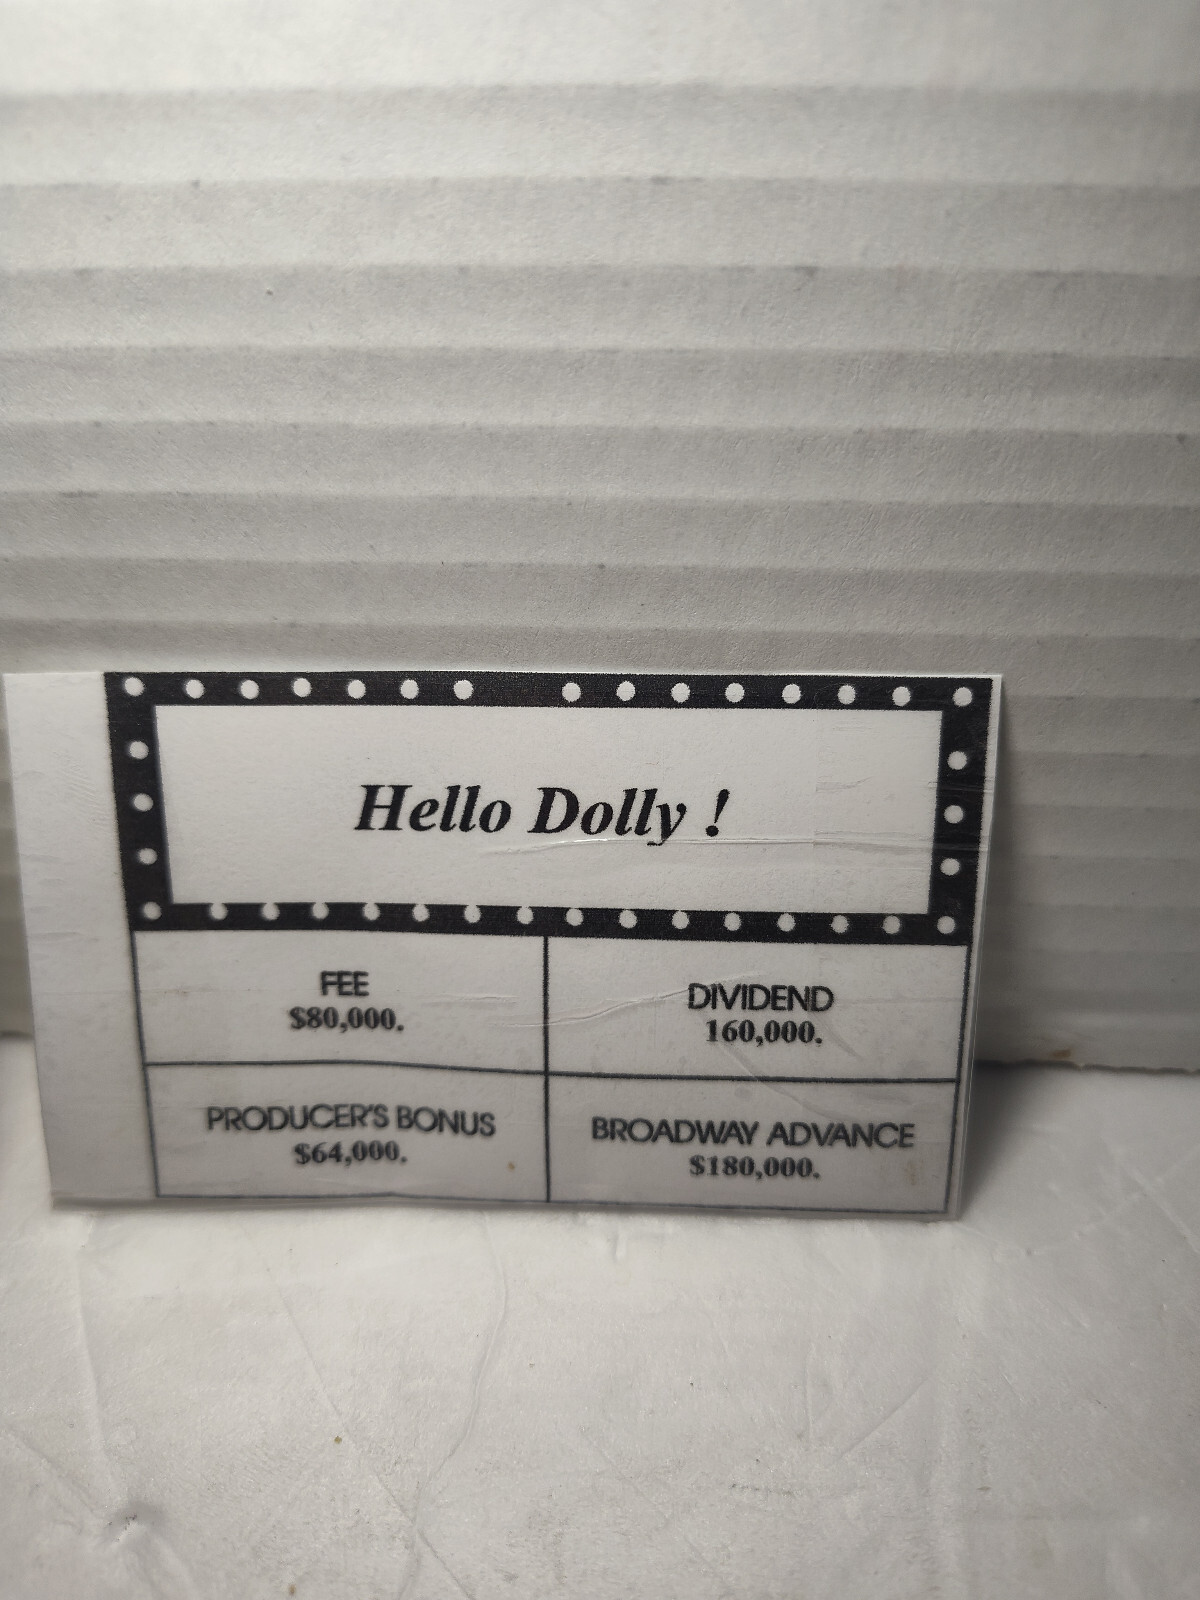 Hello Dolly !
FEE
$80,000.
DIVIDEND
160,000.
PRODUCER'S BONUS
$64,000.
BROADWAY ADVANCE
$180,000.